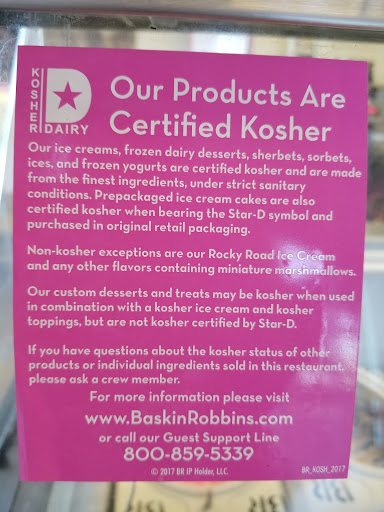 KOSHER
D
DAIRY
Our Products Are
Certified Kosher
Our ice creams, frozen dairy desserts, sherbets, sorbets,
ices, and frozen yogurts are certified kosher and are made
from the finest ingredients, under strict sanitary
conditions. Prepackaged ice cream cakes are also
certified kosher when bearing the Star-D symbol and
purchased in original retail packaging.
Non-kosher exceptions are our Rocky Road Ice Cream
and any other flavors containing miniature marshmallows.
Our custom desserts and treats may be kosher when used
in combination with a kosher ice cream and kosher
toppings, but are not kosher certified by Star-D.
If you have questions about the kosher status of other
products or individual ingredients sold in this restaurant,
please ask a crew member.
For more information please visit
www.BaskinRobbins.com
or call our Guest Support Line
800-859-5339
© 2017 BR IP Holder, LLC.
BR_KOSH_2017